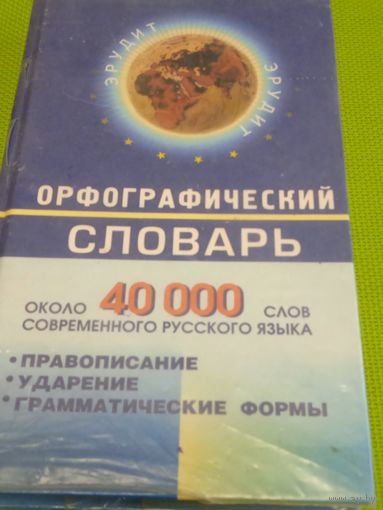 ЭРУДИТ
ЭРУДИТ
ОРФОГРАФИЧЕСКИЙ
СЛОВАРЬ
ОКОЛО 40 000 СЛОВ
СОВРЕМЕННОГО РУССКОГО ЯЗЫКА
• ПРАВОПИСАНИЕ
• УДАРЕНИЕ
• ГРАММАТИЧЕСКИЕ ФОРМЫ